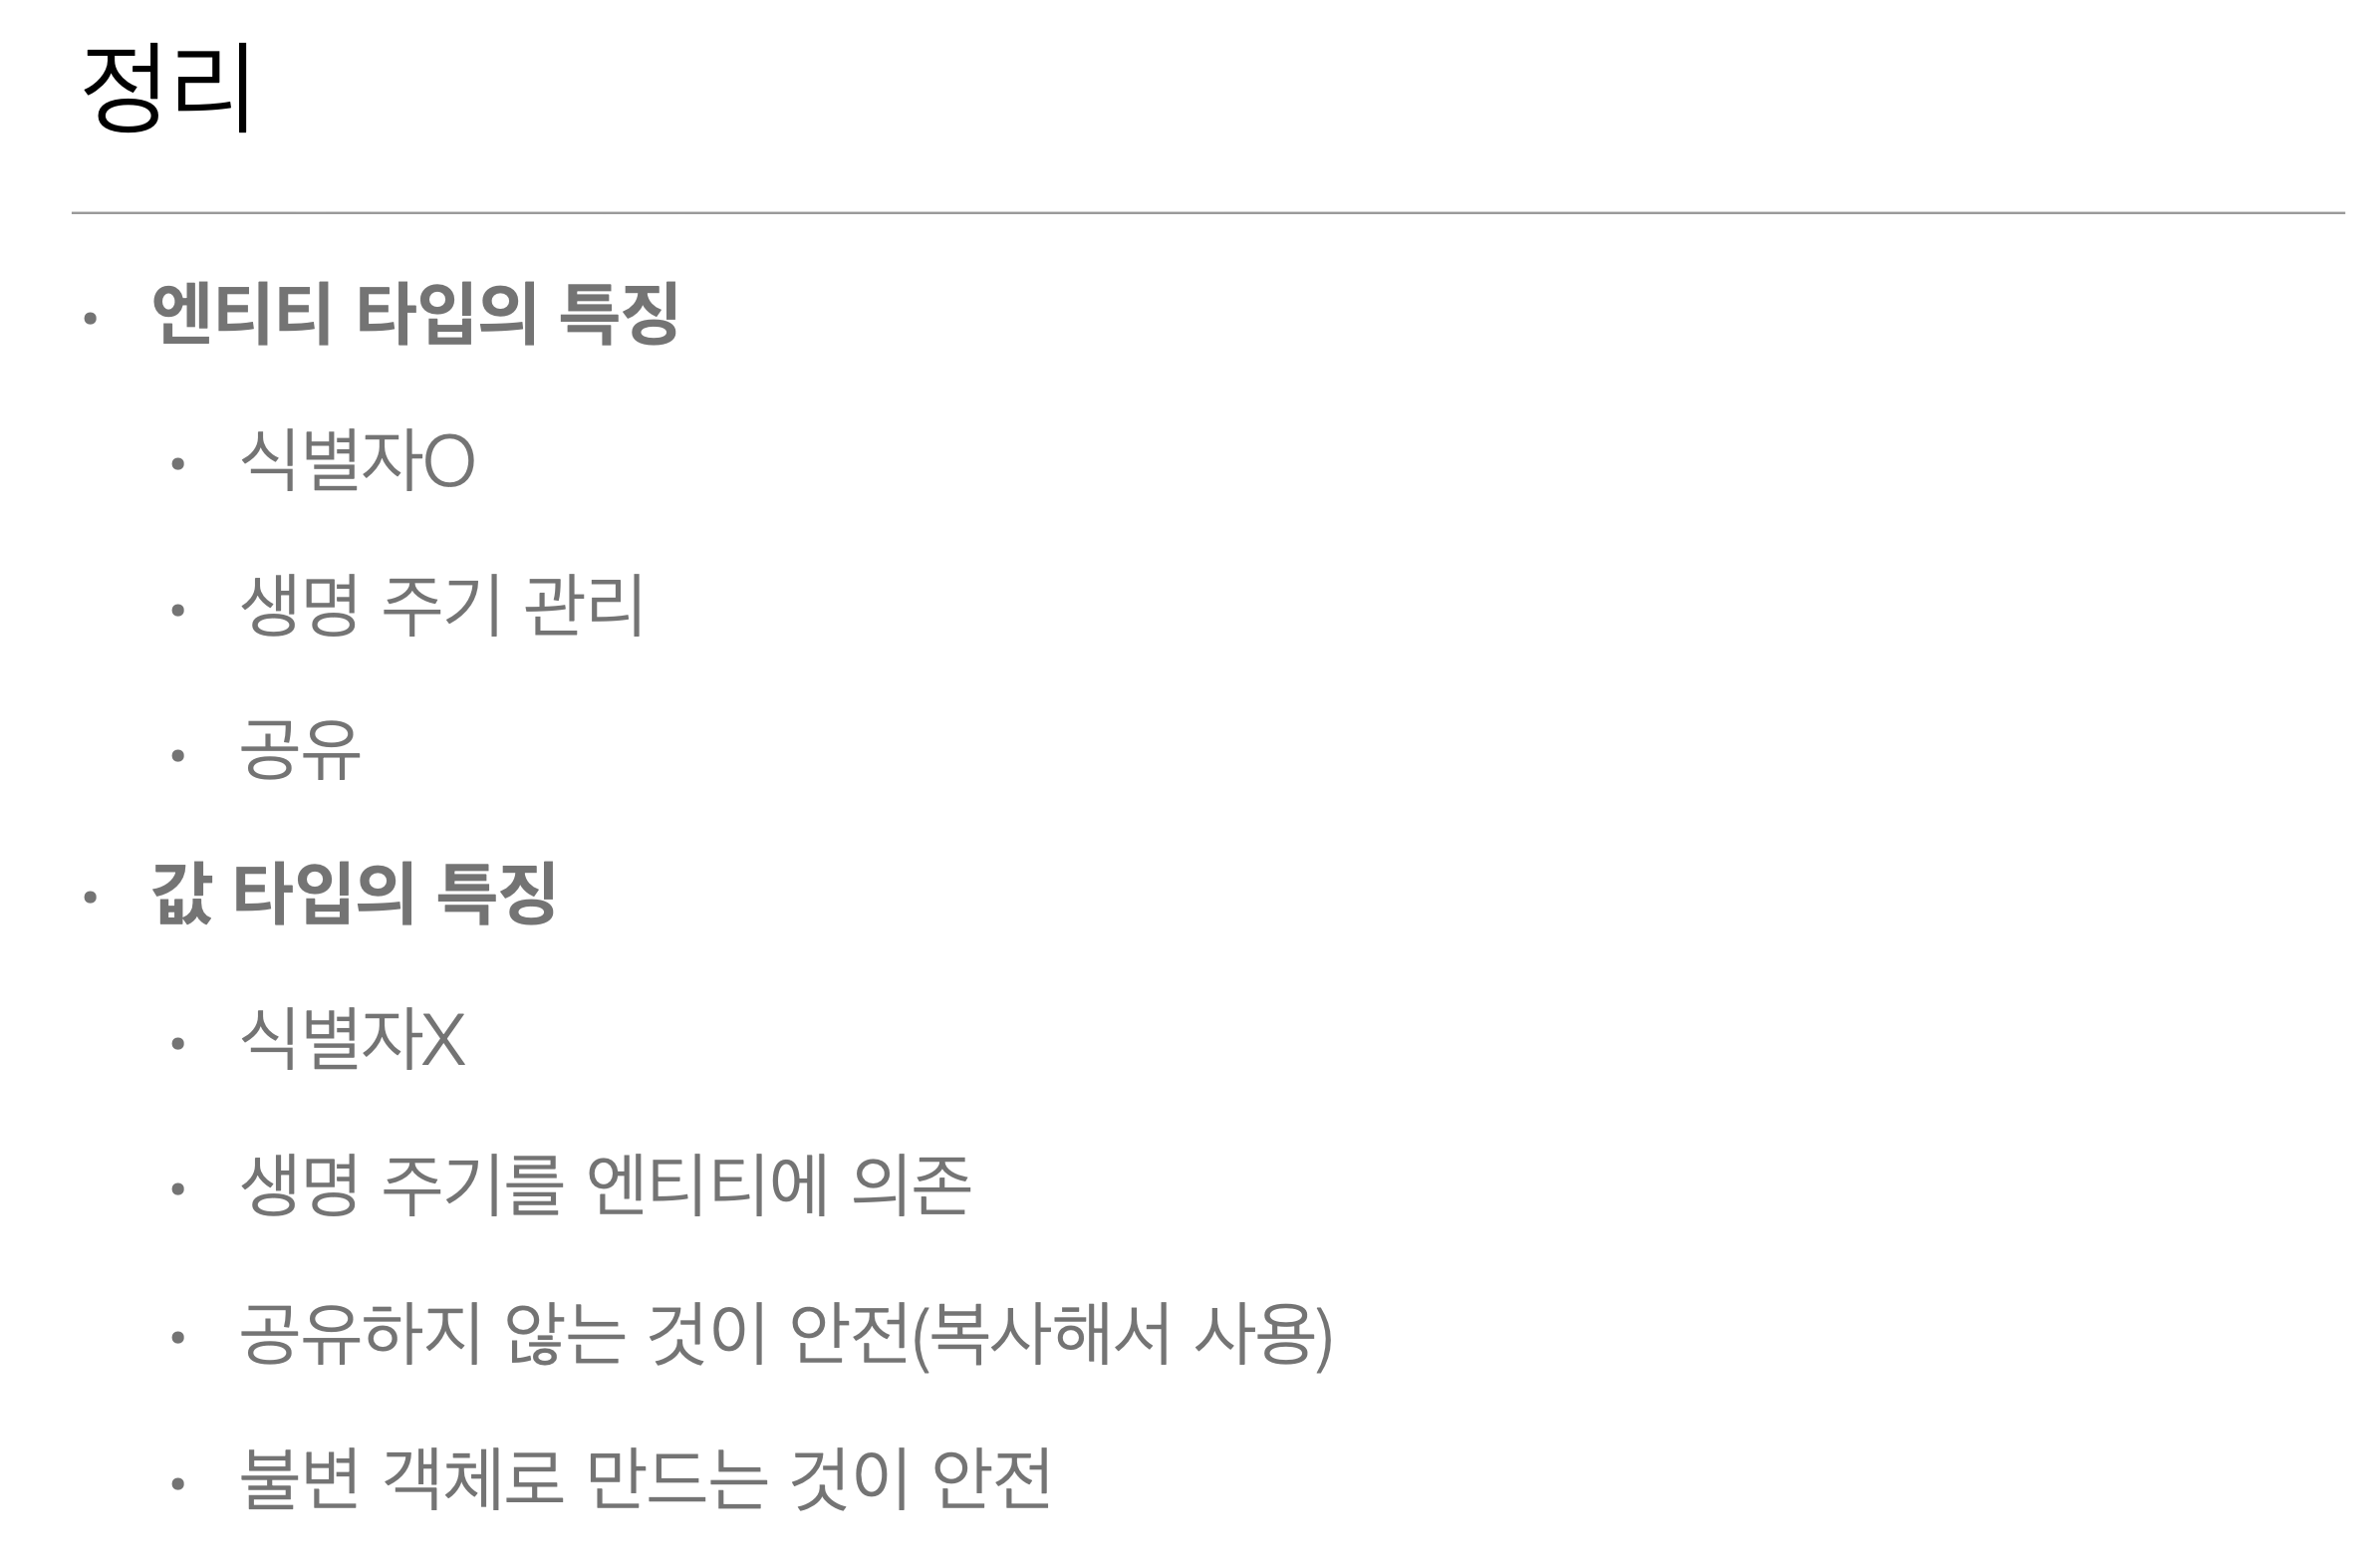 정리
• 엔티티 타입의 특징
• 식별자O
• 생명 주기 관리
• 공유
• 값 타입의 특징
• 식별자X
• 생명 주기를 엔티티에 의존
• 공유하지 않는 것이 안전(복사해서 사용)
• 불변 객체로 만드는 것이 안전